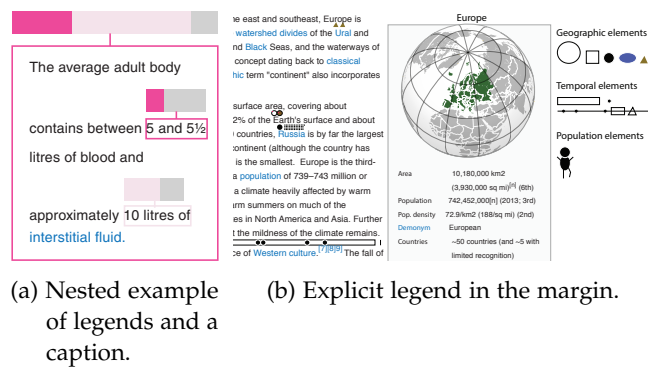 The average adult body
contains between 5 and 5½
litres of blood and
approximately 10 litres of
interstitial fluid.
(a) Nested example
of legends and a
caption.
e east and southeast, Europe is
watershed divides of the Ural and
nd Black Seas, and the waterways of
concept dating back to classical
hic term "continent" also incorporates
surface area, covering about
2% of the Earth's surface and about
countries, Russia is by far the largest
continent (although the country has
is the smallest. Europe is the third-
a population of 739–743 million or
a climate heavily affected by warm
rm summers on much of the
es in North America and Asia. Further
t the mildness of the climate remains.
ce of Western culture.[7][8][9] The fall of
Europe
Area 10,180,000 km2
(3,930,000 sq mi)[n] (6th)
Population 742,452,000[n] (2013; 3rd)
Pop. density 72.9/km2 (188/sq mi) (2nd)
Demonym European
Countries ~50 countries (and ~5 with
limited recognition)
Geographic elements
Temporal elements
Population elements
(b) Explicit legend in the margin.